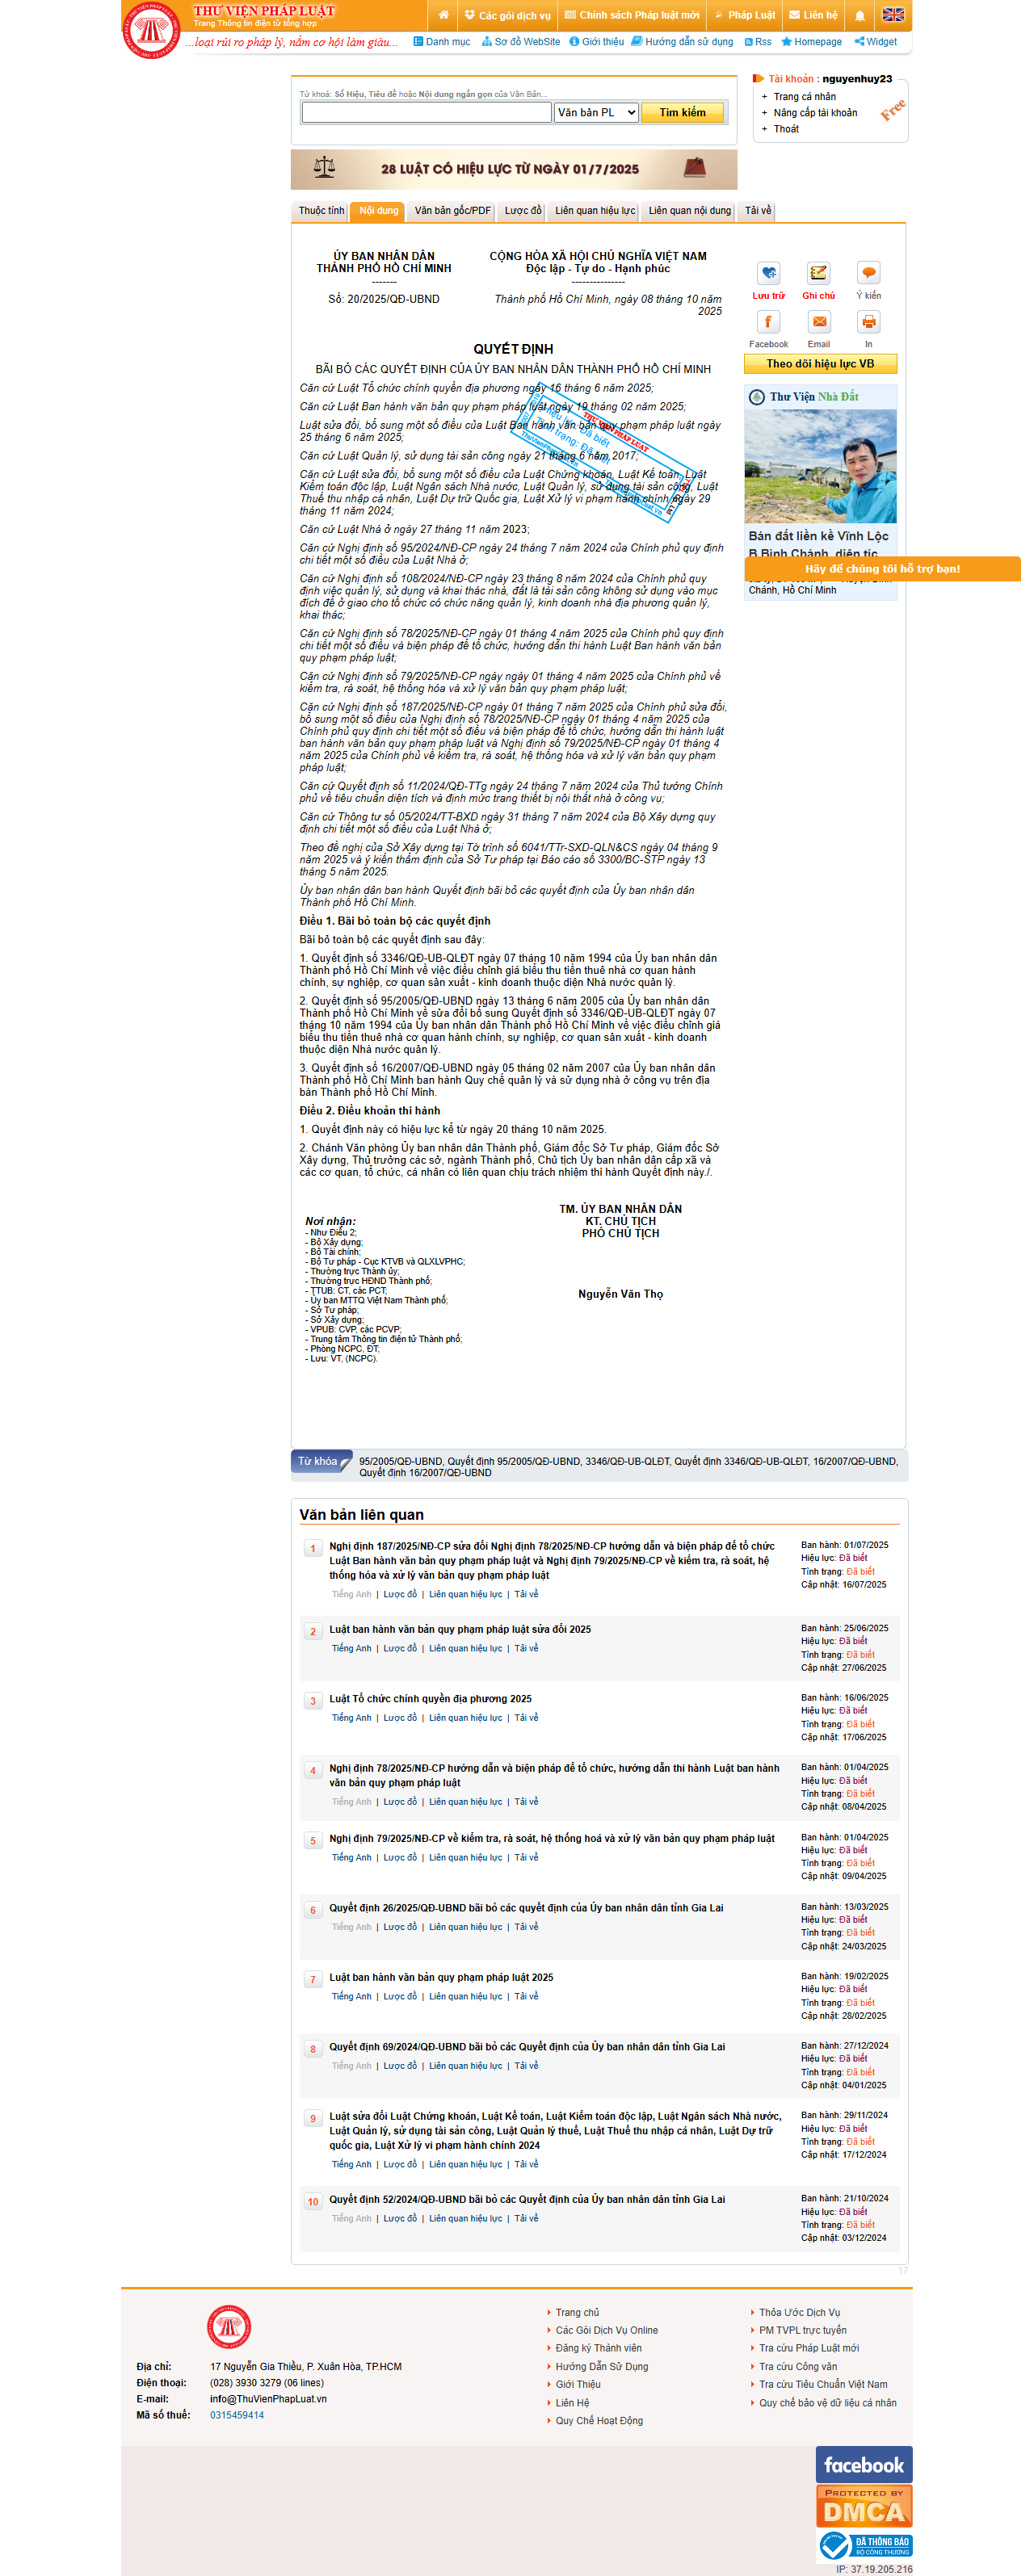 THƯ VIỆN PHÁP LUẬT
Trang Thông tin điện tử tổng hợp
...loại rủi ro pháp lý, nắm cơ hội làm giàu...
Các gói dịch vụ
Chính sách Pháp luật mới
Pháp Luật
Liên hệ
Danh mục
Sơ đồ WebSite
Giới thiệu
Hướng dẫn sử dụng
Rss
Homepage
Widget
Từ khoá: Số Hiệu, Tiêu đề hoặc Nội dung ngắn gọn của Văn Bản...
Văn bản PL
Tìm kiếm
Tài khoản : nguyenhuy23
+ Trang cá nhân
+ Nâng cấp tài khoản
+ Thoát
Free
28 LUẬT CÓ HIỆU LỰC TỪ NGÀY 01/7/2025
Thuộc tính
Nội dung
Văn bản gốc/PDF
Lược đồ
Liên quan hiệu lực
Liên quan nội dung
Tải về
ỦY BAN NHÂN DÂN
THÀNH PHỐ HỒ CHÍ MINH
-------
CỘNG HÒA XÃ HỘI CHỦ NGHĨA VIỆT NAM
Độc lập - Tự do - Hạnh phúc
---------------
Số: 20/2025/QĐ-UBND
Thành phố Hồ Chí Minh, ngày 08 tháng 10 năm
2025
Lưu trữ
Ghi chú
Ý kiến
Facebook
Email
In
Theo dõi hiệu lực VB
Thư Viện Nhà Đất
Bán đất liền kề Vĩnh Lộc
B Bình Chánh, diện tíc
Hãy để chúng tôi hỗ trợ bạn!
Chánh, Hồ Chí Minh
QUYẾT ĐỊNH
BÃI BỎ CÁC QUYẾT ĐỊNH CỦA ỦY BAN NHÂN DÂN THÀNH PHỐ HỒ CHÍ MINH
Căn cứ Luật Tổ chức chính quyền địa phương ngày 16 tháng 6 năm 2025;
Căn cứ Luật Ban hành văn bản quy phạm pháp luật ngày 19 tháng 02 năm 2025;
Luật sửa đổi, bổ sung một số điều của Luật Ban hành văn bản quy phạm pháp luật ngày
25 tháng 6 năm 2025;
Căn cứ Luật Quản lý, sử dụng tài sản công ngày 21 tháng 6 năm 2017;
Căn cứ Luật sửa đổi, bổ sung một số điều của Luật Chứng khoán, Luật Kế toán, Luật
Kiểm toán độc lập, Luật Ngân sách Nhà nước, Luật Quản lý, sử dụng tài sản công, Luật
Thuế thu nhập cá nhân, Luật Dự trữ Quốc gia, Luật Xử lý vi phạm hành chính ngày 29
tháng 11 năm 2024;
Căn cứ Luật Nhà ở ngày 27 tháng 11 năm 2023;
Căn cứ Nghị định số 95/2024/NĐ-CP ngày 24 tháng 7 năm 2024 của Chính phủ quy định
chi tiết một số điều của Luật Nhà ở;
Căn cứ Nghị định số 108/2024/NĐ-CP ngày 23 tháng 8 năm 2024 của Chính phủ quy
định việc quản lý, sử dụng và khai thác nhà, đất là tài sản công không sử dụng vào mục
đích để ở giao cho tổ chức có chức năng quản lý, kinh doanh nhà địa phương quản lý,
khai thác;
Căn cứ Nghị định số 78/2025/NĐ-CP ngày 01 tháng 4 năm 2025 của Chính phủ quy định
chi tiết một số điều và biện pháp để tổ chức, hướng dẫn thi hành Luật Ban hành văn bản
quy phạm pháp luật;
Căn cứ Nghị định số 79/2025/NĐ-CP ngày ngày 01 tháng 4 năm 2025 của Chính phủ về
kiểm tra, rà soát, hệ thống hóa và xử lý văn bản quy phạm pháp luật;
Căn cứ Nghị định số 187/2025/NĐ-CP ngày 01 tháng 7 năm 2025 của Chính phủ sửa đổi,
bổ sung một số điều của Nghị định số 78/2025/NĐ-CP ngày 01 tháng 4 năm 2025 của
Chính phủ quy định chi tiết một số điều và biện pháp để tổ chức, hướng dẫn thi hành luật
ban hành văn bản quy phạm pháp luật và Nghị định số 79/2025/NĐ-CP ngày 01 tháng 4
năm 2025 của Chính phủ về kiểm tra, rà soát, hệ thống hóa và xử lý văn bản quy phạm
pháp luật;
Căn cứ Quyết định số 11/2024/QĐ-TTg ngày 24 tháng 7 năm 2024 của Thủ tướng Chính
phủ về tiêu chuẩn diện tích và định mức trang thiết bị nội thất nhà ở công vụ;
Căn cứ Thông tư số 05/2024/TT-BXD ngày 31 tháng 7 năm 2024 của Bộ Xây dựng quy
định chi tiết một số điều của Luật Nhà ở;
Theo đề nghị của Sở Xây dựng tại Tờ trình số 6041/TTr-SXD-QLN&CS ngày 04 tháng 9
năm 2025 và ý kiến thẩm định của Sở Tư pháp tại Báo cáo số 3300/BC-STP ngày 13
tháng 5 năm 2025.
Ủy ban nhân dân ban hành Quyết định bãi bỏ các quyết định của Ủy ban nhân dân
Thành phố Hồ Chí Minh.
Điều 1. Bãi bỏ toàn bộ các quyết định
Bãi bỏ toàn bộ các quyết định sau đây:
1. Quyết định số 3346/QĐ-UB-QLĐT ngày 07 tháng 10 năm 1994 của Ủy ban nhân dân
Thành phố Hồ Chí Minh về việc điều chỉnh giá biểu thu tiền thuê nhà cơ quan hành
chính, sự nghiệp, cơ quan sản xuất - kinh doanh thuộc diện Nhà nước quản lý.
2. Quyết định số 95/2005/QĐ-UBND ngày 13 tháng 6 năm 2005 của Ủy ban nhân dân
Thành phố Hồ Chí Minh về sửa đổi bổ sung Quyết định số 3346/QĐ-UB-QLĐT ngày 07
tháng 10 năm 1994 của Ủy ban nhân dân Thành phố Hồ Chí Minh về việc điều chỉnh giá
biểu thu tiền thuê nhà cơ quan hành chính, sự nghiệp, cơ quan sản xuất - kinh doanh
thuộc diện Nhà nước quản lý.
3. Quyết định số 16/2007/QĐ-UBND ngày 05 tháng 02 năm 2007 của Ủy ban nhân dân
Thành phố Hồ Chí Minh ban hành Quy chế quản lý và sử dụng nhà ở công vụ trên địa
bàn Thành phố Hồ Chí Minh.
Điều 2. Điều khoản thi hành
1. Quyết định này có hiệu lực kể từ ngày 20 tháng 10 năm 2025.
2. Chánh Văn phòng Ủy ban nhân dân Thành phố, Giám đốc Sở Tư pháp, Giám đốc Sở
Xây dựng, Thủ trưởng các sở, ngành Thành phố, Chủ tịch Ủy ban nhân dân cấp xã và
các cơ quan, tổ chức, cá nhân có liên quan chịu trách nhiệm thi hành Quyết định này./.
Nơi nhận:
- Như Điều 2;
- Bộ Xây dựng;
- Bộ Tài chính;
- Bộ Tư pháp - Cục KTVB và QLXLVPHC;
- Thường trực Thành ủy;
- Thường trực HĐND Thành phố;
- TTUB: CT, các PCT;
- Ủy ban MTTQ Việt Nam Thành phố;
- Sở Tư pháp;
- Sở Xây dựng;
- VPUB: CVP, các PCVP;
- Trung tâm Thông tin điện tử Thành phố;
- Phòng NCPC, ĐT;
- Lưu: VT, (NCPC).
TM. ỦY BAN NHÂN DÂN
KT. CHỦ TỊCH
PHÓ CHỦ TỊCH
Nguyễn Văn Thọ
Từ khóa
95/2005/QĐ-UBND, Quyết định 95/2005/QĐ-UBND, 3346/QĐ-UB-QLĐT, Quyết định 3346/QĐ-UB-QLĐT, 16/2007/QĐ-UBND,
Quyết định 16/2007/QĐ-UBND
Văn bản liên quan
1
Nghị định 187/2025/NĐ-CP sửa đổi Nghị định 78/2025/NĐ-CP hướng dẫn và biện pháp để tổ chức
Luật Ban hành văn bản quy phạm pháp luật và Nghị định 79/2025/NĐ-CP về kiểm tra, rà soát, hệ
thống hóa và xử lý văn bản quy phạm pháp luật
Tiếng Anh | Lược đồ | Liên quan hiệu lực | Tải về
Ban hành: 01/07/2025
Hiệu lực: Đã biết
Tình trạng: Đã biết
Cập nhật: 16/07/2025
2
Luật ban hành văn bản quy phạm pháp luật sửa đổi 2025
Tiếng Anh | Lược đồ | Liên quan hiệu lực | Tải về
Ban hành: 25/06/2025
Hiệu lực: Đã biết
Tình trạng: Đã biết
Cập nhật: 27/06/2025
3
Luật Tổ chức chính quyền địa phương 2025
Tiếng Anh | Lược đồ | Liên quan hiệu lực | Tải về
Ban hành: 16/06/2025
Hiệu lực: Đã biết
Tình trạng: Đã biết
Cập nhật: 17/06/2025
4
Nghị định 78/2025/NĐ-CP hướng dẫn và biện pháp để tổ chức, hướng dẫn thi hành Luật ban hành
văn bản quy phạm pháp luật
Tiếng Anh | Lược đồ | Liên quan hiệu lực | Tải về
Ban hành: 01/04/2025
Hiệu lực: Đã biết
Tình trạng: Đã biết
Cập nhật: 08/04/2025
5
Nghị định 79/2025/NĐ-CP về kiểm tra, rà soát, hệ thống hoá và xử lý văn bản quy phạm pháp luật
Tiếng Anh | Lược đồ | Liên quan hiệu lực | Tải về
Ban hành: 01/04/2025
Hiệu lực: Đã biết
Tình trạng: Đã biết
Cập nhật: 09/04/2025
6
Quyết định 26/2025/QĐ-UBND bãi bỏ các quyết định của Ủy ban nhân dân tỉnh Gia Lai
Tiếng Anh | Lược đồ | Liên quan hiệu lực | Tải về
Ban hành: 13/03/2025
Hiệu lực: Đã biết
Tình trạng: Đã biết
Cập nhật: 24/03/2025
7
Luật ban hành văn bản quy phạm pháp luật 2025
Tiếng Anh | Lược đồ | Liên quan hiệu lực | Tải về
Ban hành: 19/02/2025
Hiệu lực: Đã biết
Tình trạng: Đã biết
Cập nhật: 28/02/2025
8
Quyết định 69/2024/QĐ-UBND bãi bỏ các Quyết định của Ủy ban nhân dân tỉnh Gia Lai
Tiếng Anh | Lược đồ | Liên quan hiệu lực | Tải về
Ban hành: 27/12/2024
Hiệu lực: Đã biết
Tình trạng: Đã biết
Cập nhật: 04/01/2025
9
Luật sửa đổi Luật Chứng khoán, Luật Kế toán, Luật Kiểm toán độc lập, Luật Ngân sách Nhà nước,
Luật Quản lý, sử dụng tài sản công, Luật Quản lý thuế, Luật Thuế thu nhập cá nhân, Luật Dự trữ
quốc gia, Luật Xử lý vi phạm hành chính 2024
Tiếng Anh | Lược đồ | Liên quan hiệu lực | Tải về
Ban hành: 29/11/2024
Hiệu lực: Đã biết
Tình trạng: Đã biết
Cập nhật: 17/12/2024
10
Quyết định 52/2024/QĐ-UBND bãi bỏ các Quyết định của Ủy ban nhân dân tỉnh Gia Lai
Tiếng Anh | Lược đồ | Liên quan hiệu lực | Tải về
Ban hành: 21/10/2024
Hiệu lực: Đã biết
Tình trạng: Đã biết
Cập nhật: 03/12/2024
17
Địa chỉ: 17 Nguyễn Gia Thiều, P. Xuân Hòa, TP.HCM
Điện thoại: (028) 3930 3279 (06 lines)
E-mail: info@ThuVienPhapLuat.vn
Mã số thuế: 0315459414
Trang chủ
Các Gói Dịch Vụ Online
Đăng ký Thành viên
Hướng Dẫn Sử Dụng
Giới Thiệu
Liên Hệ
Quy Chế Hoạt Động
Thỏa Ước Dịch Vụ
PM TVPL trực tuyến
Tra cứu Pháp Luật mới
Tra cứu Công văn
Tra cứu Tiêu Chuẩn Việt Nam
Quy chế bảo vệ dữ liệu cá nhân
facebook
PROTECTED BY
DMCA
ĐÃ THÔNG BÁO
BỘ CÔNG THƯƠNG
IP: 37.19.205.216